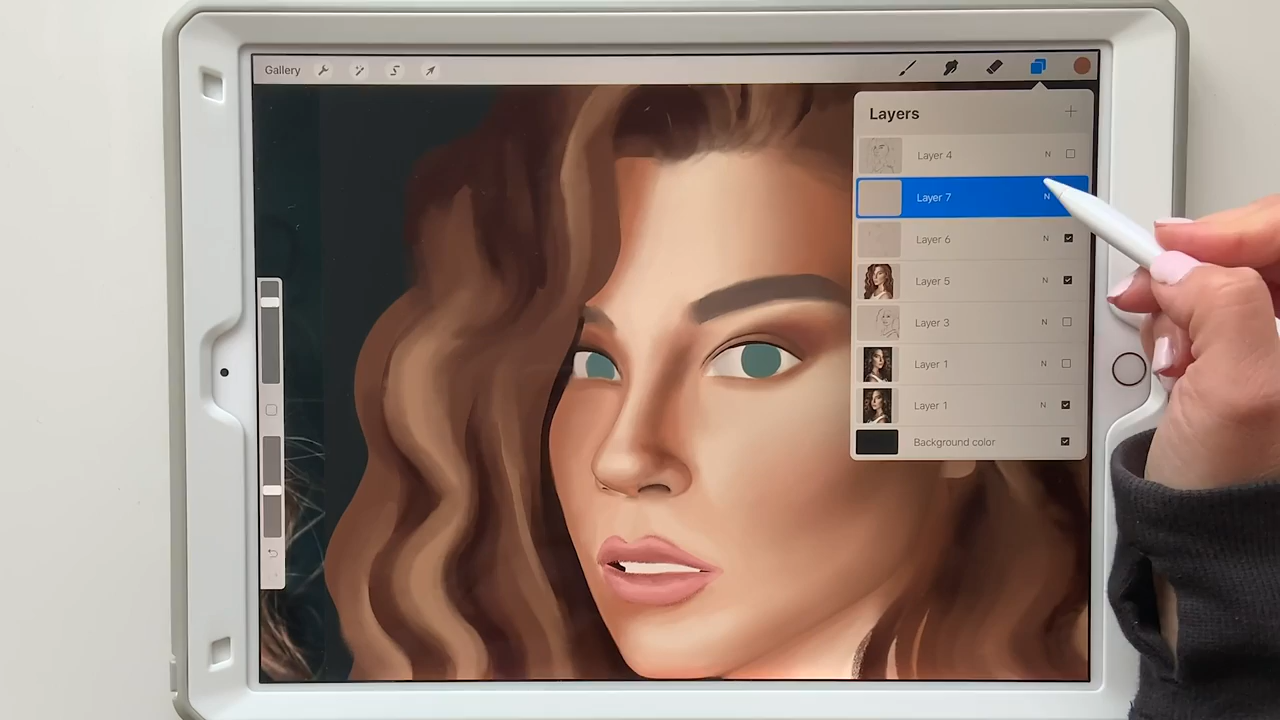 Gallery
Layers
Layer 4 N
Layer 7 N
Layer 6 N
Layer 5 N
Layer 3 N
Layer 1 N
Layer 1 N
Background color